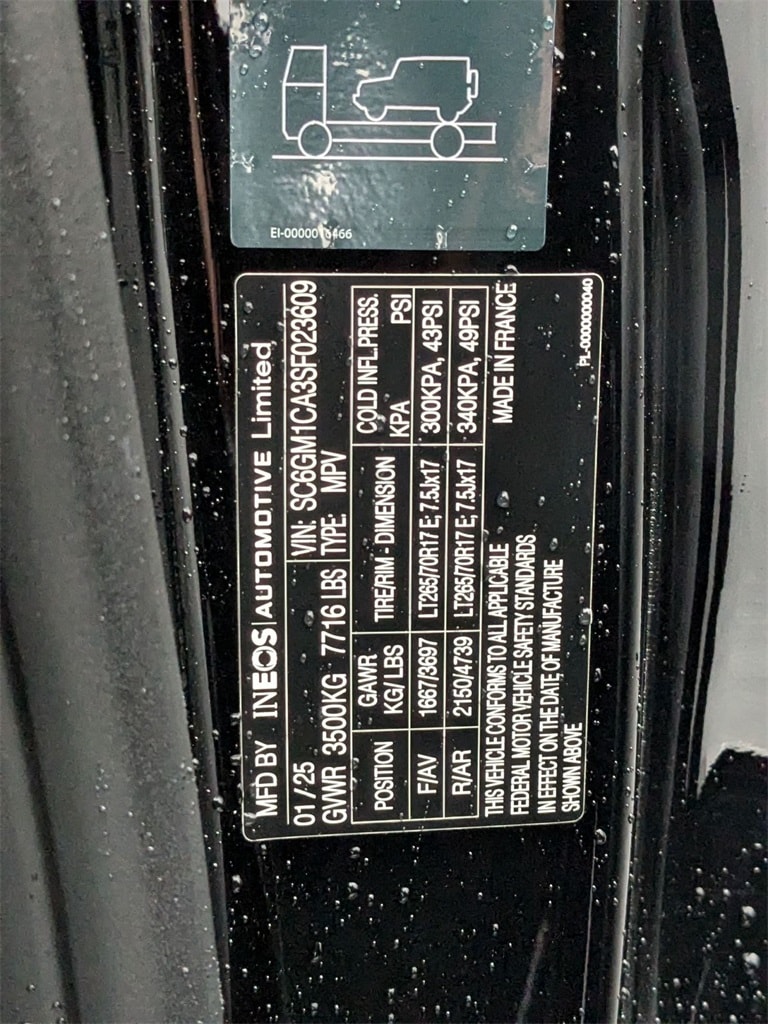 EI-0000016466
MFD BY INEOS AUTOMOTIVE Limited
01 / 25 VIN: SC6GM1CA3SF023609
GVWR 3500KG 7716 LBS TYPE: MPV
POSITION GAWR KG/ LBS TIRE/RIM - DIMENSION COLD INFL.PRESS. KPA PSI
F/AV 1667/3697 LT265/70R17 E; 7.5Jx17 300KPA, 43PSI
R/AR 2150/4739 LT265/70R17 E; 7.5Jx17 340KPA, 49PSI
THIS VEHICLE CONFORMS TO ALL APPLICABLE MADE IN FRANCE
FEDERAL MOTOR VEHICLE SAFETY STANDARDS
IN EFFECT ON THE DATE OF MANUFACTURE
SHOWN ABOVE
PL-0000000040